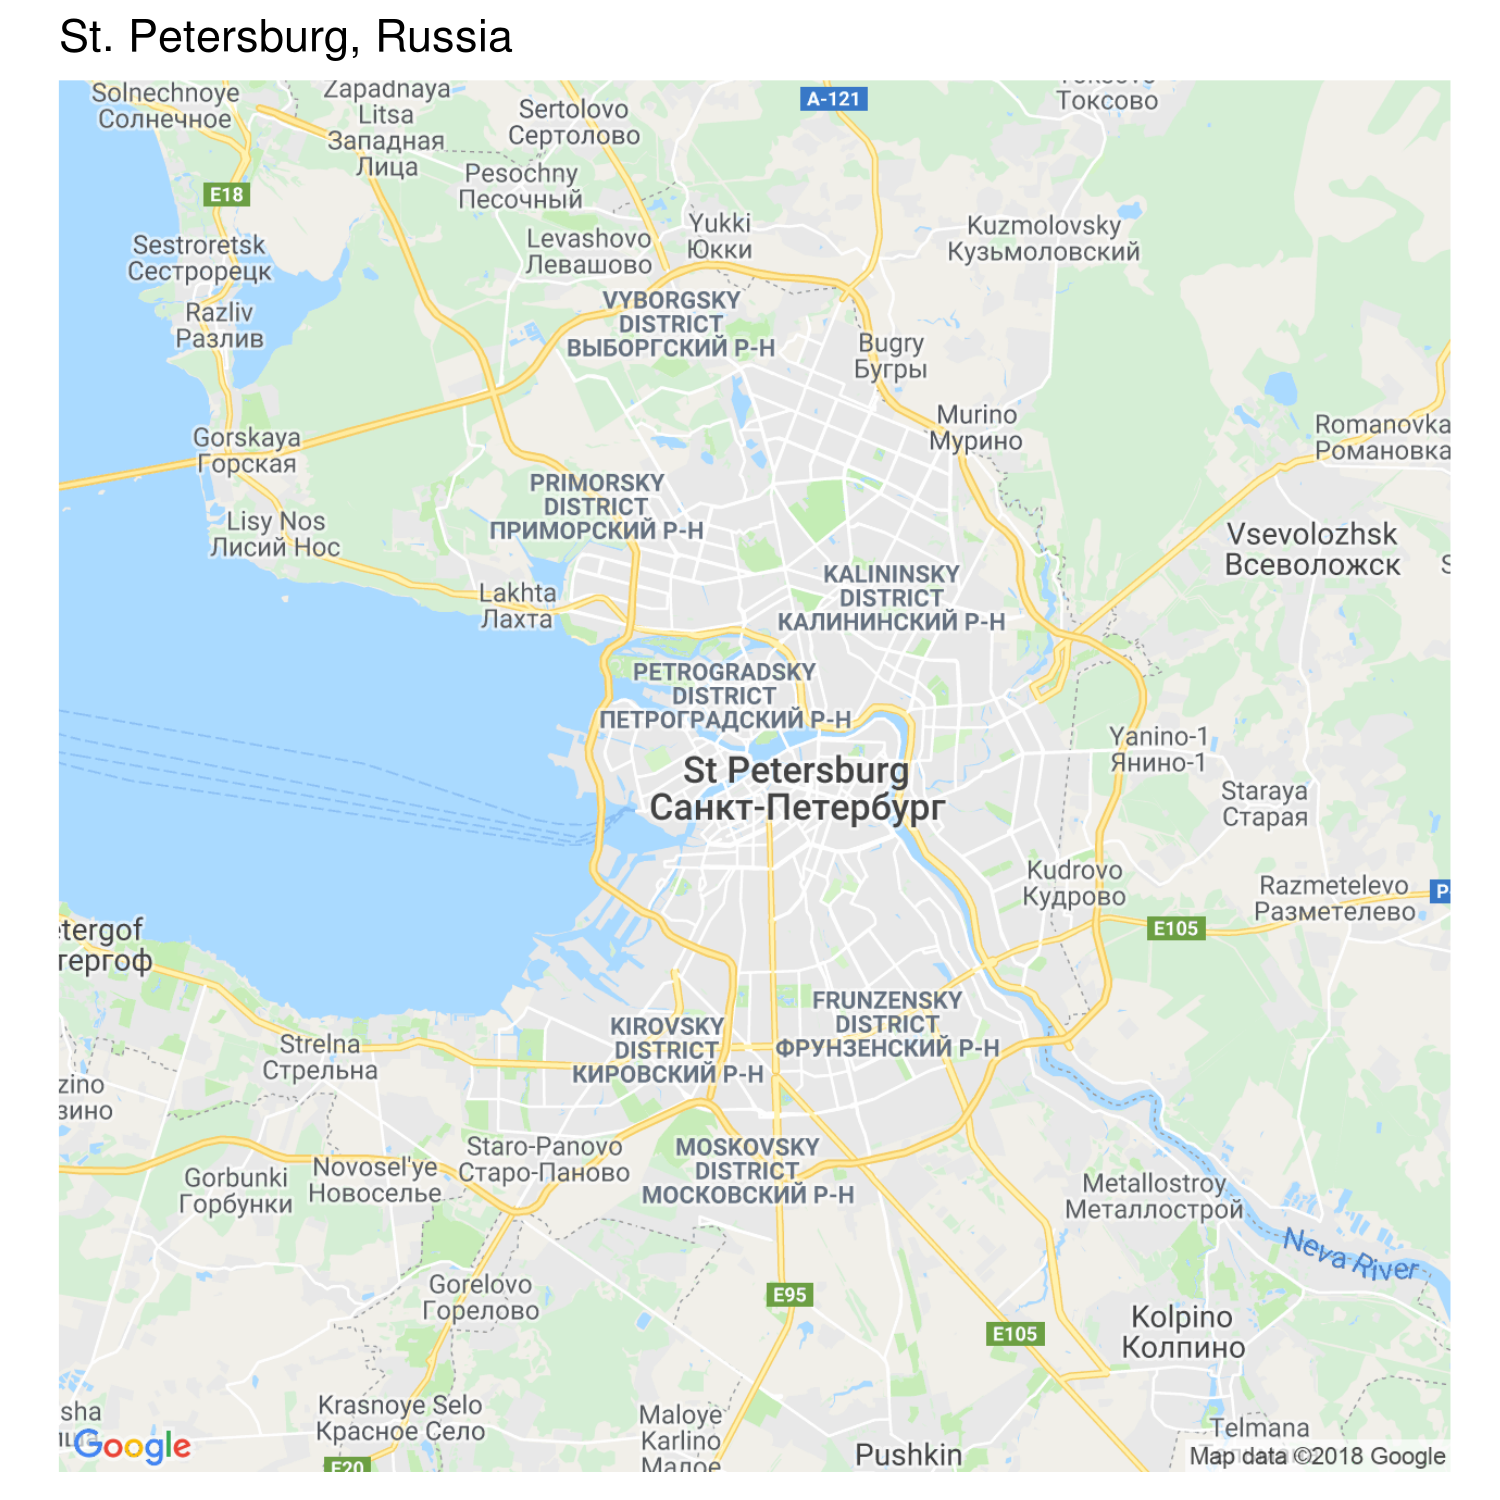 St. Petersburg, Russia
Solnechnoye
Солнечное
Zapadnaya
Litsa
Западная
Лица
Sertolovo
Сертолово
A-121
Токсово
Pesochny
Песочный
E18
Yukki
Юкки
Kuzmolovsky
Кузьмоловский
Sestroretsk
Сестрорецк
Levashovo
Левашово
Razliv
Разлив
VYBORGSKY
DISTRICT
ВЫБОРГСКИЙ Р-Н
Bugry
Бугры
Murino
Мурино
Romanovka
Романовка
Gorskaya
Горская
PRIMORSKY
DISTRICT
ПРИМОРСКИЙ Р-Н
Lisy Nos
Лисий Нос
Vsevolozhsk
Всеволожск
KALININSKY
DISTRICT
КАЛИНИНСКИЙ Р-Н
Lakhta
Лахта
PETROGRADSKY
DISTRICT
ПЕТРОГРАДСКИЙ Р-Н
Yanino-1
Янино-1
St Petersburg
Санкт-Петербург
Staraya
Старая
Kudrovo
Кудрово
Razmetelevo
Разметелево
P
E105
tergof
тергоф
FRUNZENSKY
DISTRICT
ФРУНЗЕНСКИЙ Р-Н
KIROVSKY
DISTRICT
КИРОВСКИЙ Р-Н
Strelna
Стрельна
zino
зино
Staro-Panovo
Старо-Паново
MOSKOVSKY
DISTRICT
МОСКОВСКИЙ Р-Н
Gorbunki
Горбунки
Novosel'ye
Новоселье
Metallostroy
Металлострой
Neva River
Gorelovo
Горелово
E95
E105
Kolpino
Колпино
Krasnoye Selo
Красное Село
sha
Maloye
Karlino
Малое
Pushkin
Telmana
E20
Google
Map data ©2018 Google